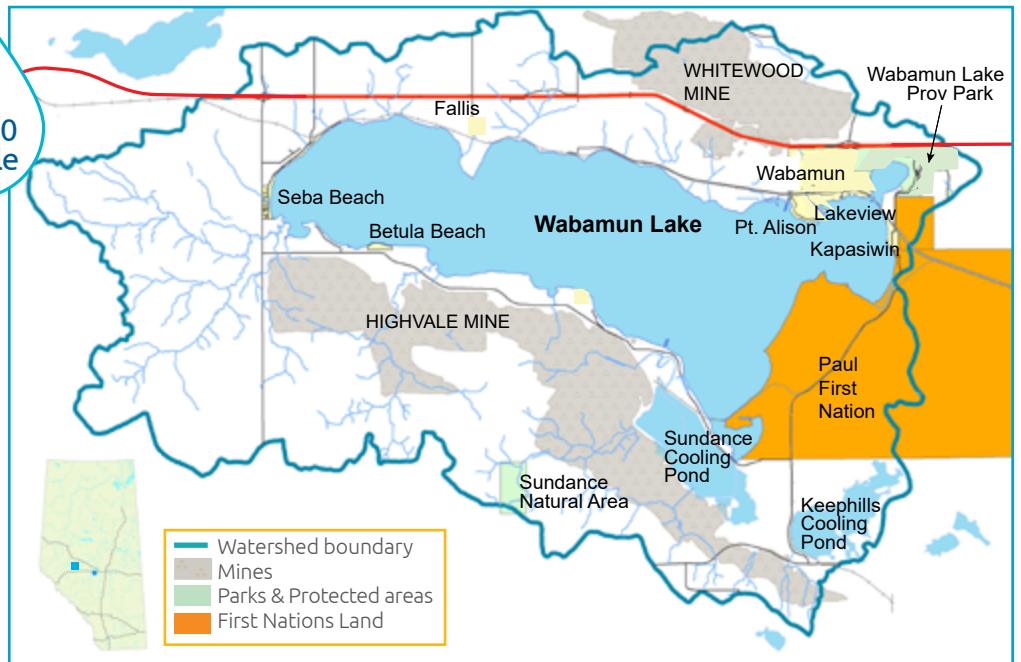 0
WHITEWOOD
MINE
Wabamun Lake
Prov Park
Fallis
Wabamun
Seba Beach
Betula Beach
Wabamun Lake
Pt. Alison
Lakeview
Kapasiwin
HIGHVALE MINE
Paul
First
Nation
Sundance
Cooling
Pond
Sundance
Natural Area
Keephills
Cooling
Pond
Watershed boundary
Mines
Parks & Protected areas
First Nations Land